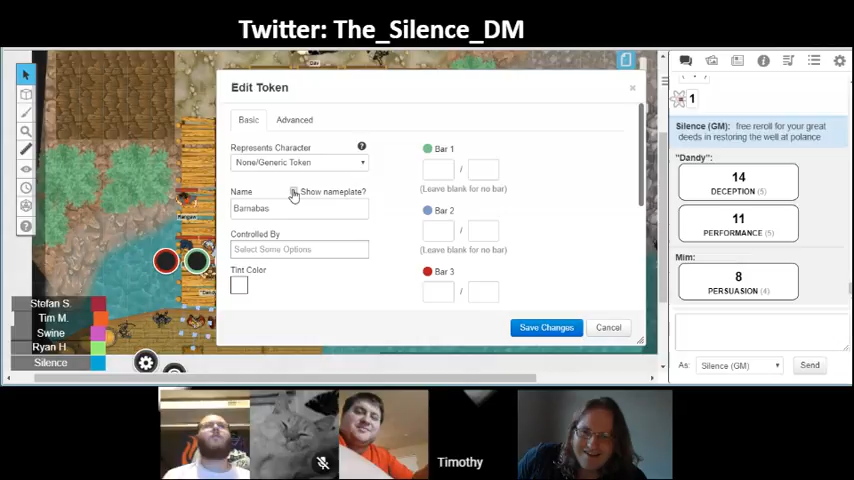 Twitter: The_Silence_DM
Edit Token
×
Basic
Advanced
Represents Character
?
None/Generic Token
Name
Show nameplate?
Barnabas
Controlled By
Select Some Options
Tint Color
Bar 1
/
(Leave blank for no bar)
Bar 2
/
(Leave blank for no bar)
Bar 3
/
Save Changes
Cancel
1
Silence (GM): free reroll for your great
deeds in restoring the well at polance
"Dandy":
14
DECEPTION (5)
11
PERFORMANCE (5)
Mim:
8
PERSUASION (4)
As:
Silence (GM)
Send
Stefan S.
Tim M.
Swine
Ryan H.
Silence
Timothy